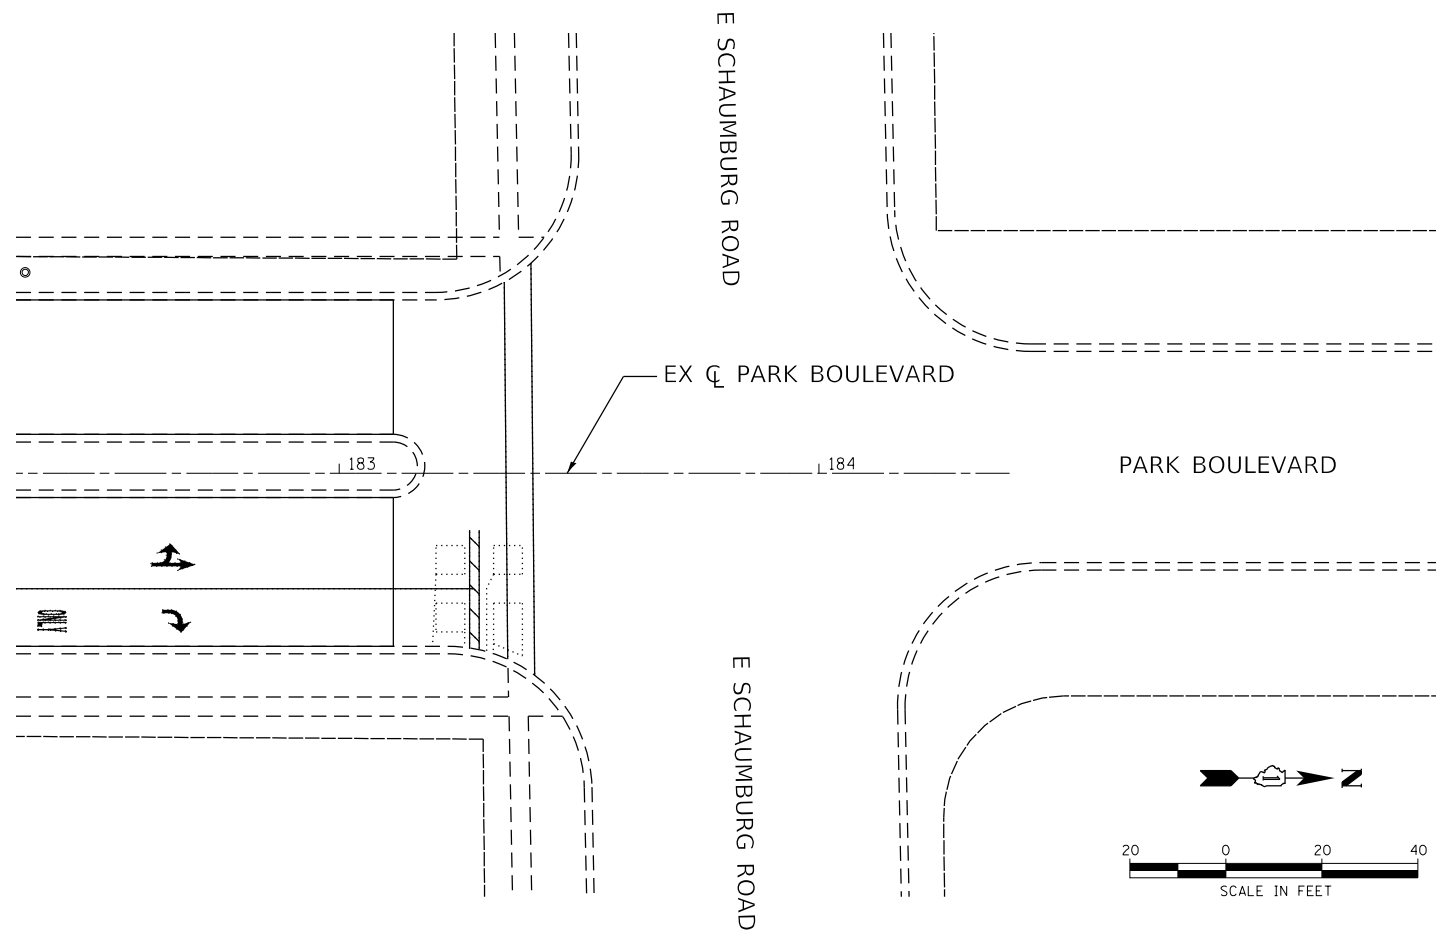 E SCHAUMBURG ROAD
EX ℄ PARK BOULEVARD
183
184
PARK BOULEVARD
E SCHAUMBURG ROAD
N
20 0 20 40
SCALE IN FEET